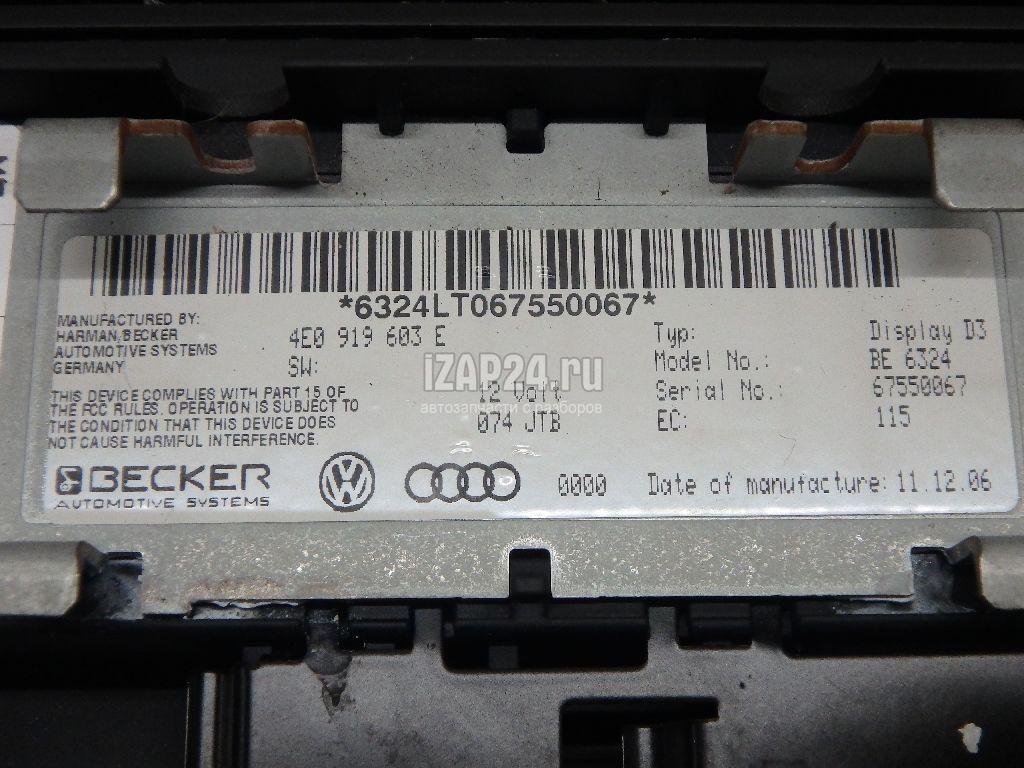 *6324LT067550067*
MANUFACTURED BY:
HARMAN/BECKER
AUTOMOTIVE SYSTEMS
GERMANY
4E0 919 603 E
SW:
Typ: Display D3
Model No.: BE 6324
Serial No.: 67550067
EC: 115
12 Volt
074 JTB
iZAP24.ru
автозапчасти с разборов
THIS DEVICE COMPLIES WITH PART 15 OF
THE FCC RULES. OPERATION IS SUBJECT TO
THE CONDITION THAT THIS DEVICE DOES
NOT CAUSE HARMFUL INTERFERENCE.
BECKER
AUTOMOTIVE SYSTEMS
0000 Date of manufacture: 11.12.06